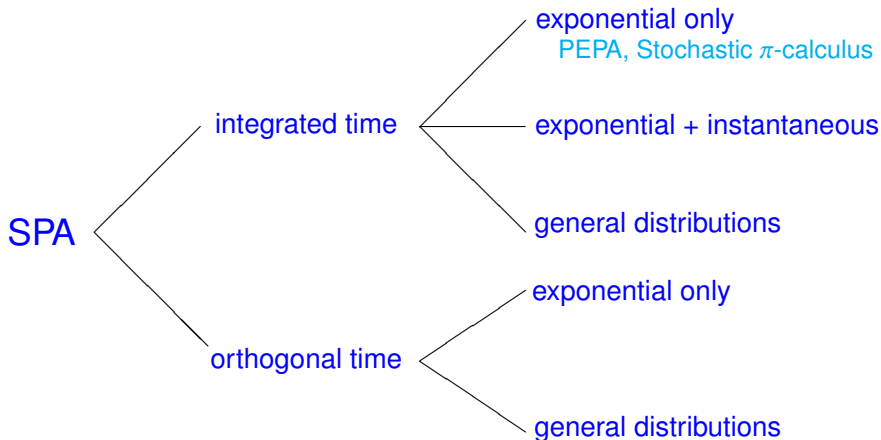 exponential only
PEPA, Stochastic π-calculus
integrated time
exponential + instantaneous
SPA
general distributions
exponential only
orthogonal time
general distributions